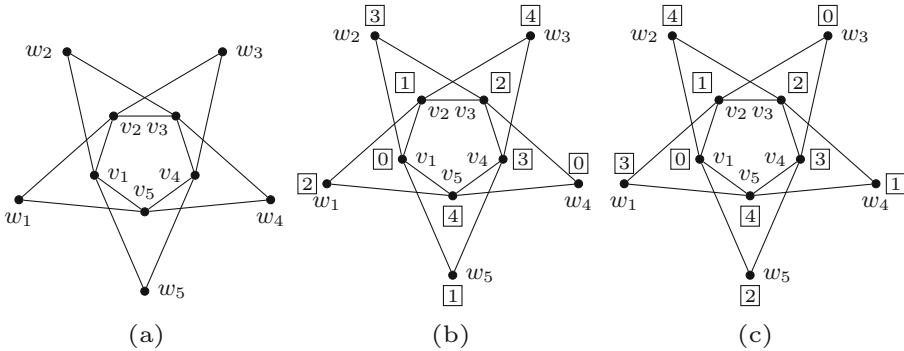 3 4 4 0
w₂ w₃ w₂ w₃ w₂ w₃
1 2 1 2
v₂ v₃ v₂ v₃ v₂ v₃
v₁ v₄ 0 v₁ v₄ 3 0 v₁ v₄ 3
v₅ v₅ 0 v₅
2 3 1
w₁ w₄ w₁ 4 w₄ w₁ 4 w₄
w₅ w₅ w₅
1 2
(a) (b) (c)